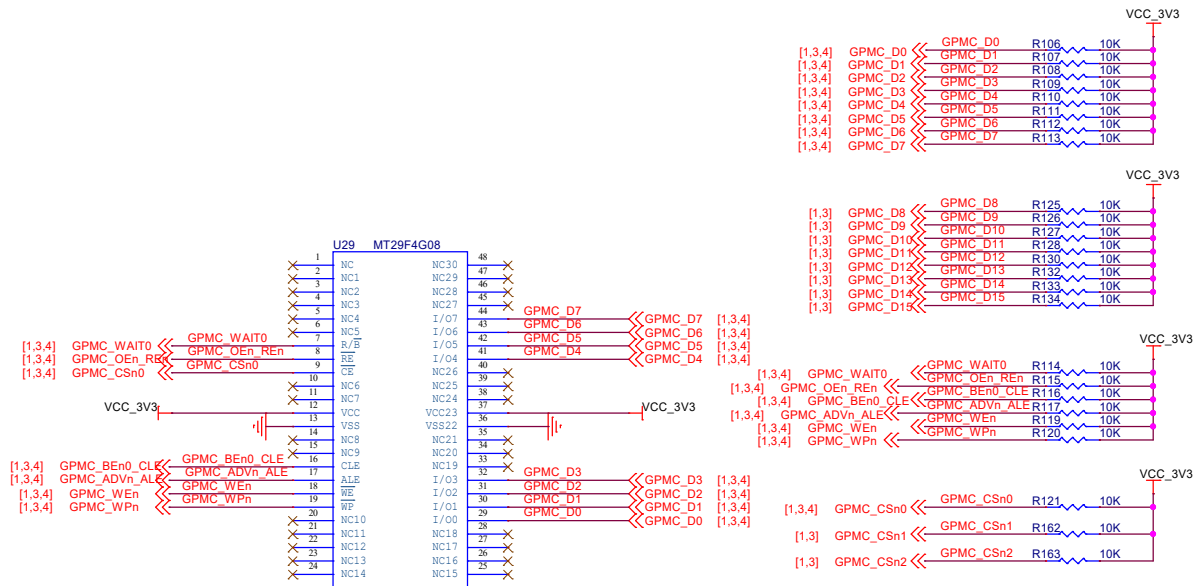 VCC_3V3
[1,3,4] GPMC_D0 GPMC_D0 R106 10K
[1,3,4] GPMC_D1 GPMC_D1 R107 10K
[1,3,4] GPMC_D2 GPMC_D2 R108 10K
[1,3,4] GPMC_D3 GPMC_D3 R109 10K
[1,3,4] GPMC_D4 GPMC_D4 R110 10K
[1,3,4] GPMC_D5 GPMC_D5 R111 10K
[1,3,4] GPMC_D6 GPMC_D6 R112 10K
[1,3,4] GPMC_D7 GPMC_D7 R113 10K
VCC_3V3
[1,3] GPMC_D8 GPMC_D8 R125 10K
[1,3] GPMC_D9 GPMC_D9 R126 10K
[1,3] GPMC_D10 GPMC_D10 R127 10K
[1,3] GPMC_D11 GPMC_D11 R128 10K
[1,3] GPMC_D12 GPMC_D12 R130 10K
[1,3] GPMC_D13 GPMC_D13 R132 10K
[1,3] GPMC_D14 GPMC_D14 R133 10K
[1,3] GPMC_D15 GPMC_D15 R134 10K
U29 MT29F4G08
1 NC NC30 48
2 NC1 NC29 47
3 NC2 NC28 46
4 NC3 NC27 45
5 NC4 I/O7 44 GPMC_D7 GPMC_D7 [1,3,4]
6 NC5 I/O6 43 GPMC_D6 GPMC_D6 [1,3,4]
[1,3,4] GPMC_WAIT0 GPMC_WAIT0 7 R/B I/O5 42 GPMC_D5 GPMC_D5 [1,3,4]
[1,3,4] GPMC_OEn_REn GPMC_OEn_REn 8 RE I/O4 41 GPMC_D4 GPMC_D4 [1,3,4]
[1,3,4] GPMC_CSn0 GPMC_CSn0 9 CE NC26 40
10 NC6 NC25 39
11 NC7 NC24 38
VCC_3V3 12 VCC VCC23 37 VCC_3V3
13 VSS VSS22 36
14 NC8 NC21 35
15 NC9 NC20 34
[1,3,4] GPMC_BEn0_CLE GPMC_BEn0_CLE 16 CLE NC19 33
[1,3,4] GPMC_ADVn_ALE GPMC_ADVn_ALE 17 ALE I/O3 32 GPMC_D3 GPMC_D3 [1,3,4]
[1,3,4] GPMC_WEn GPMC_WEn 18 WE I/O2 31 GPMC_D2 GPMC_D2 [1,3,4]
[1,3,4] GPMC_WPn GPMC_WPn 19 WP I/O1 30 GPMC_D1 GPMC_D1 [1,3,4]
20 NC10 I/O0 29 GPMC_D0 GPMC_D0 [1,3,4]
21 NC11 NC18 28
22 NC12 NC17 27
23 NC13 NC16 26
24 NC14 NC15 25
VCC_3V3
[1,3,4] GPMC_WAIT0 GPMC_WAIT0 R114 10K
[1,3,4] GPMC_OEn_REn GPMC_OEn_REn R115 10K
[1,3,4] GPMC_BEn0_CLE GPMC_BEn0_CLE R116 10K
[1,3,4] GPMC_ADVn_ALE GPMC_ADVn_ALE R117 10K
[1,3,4] GPMC_WEn GPMC_WEn R119 10K
[1,3,4] GPMC_WPn GPMC_WPn R120 10K
VCC_3V3
[1,3,4] GPMC_CSn0 GPMC_CSn0 R121 10K
[1,3] GPMC_CSn1 GPMC_CSn1 R162 10K
[1,3] GPMC_CSn2 GPMC_CSn2 R163 10K